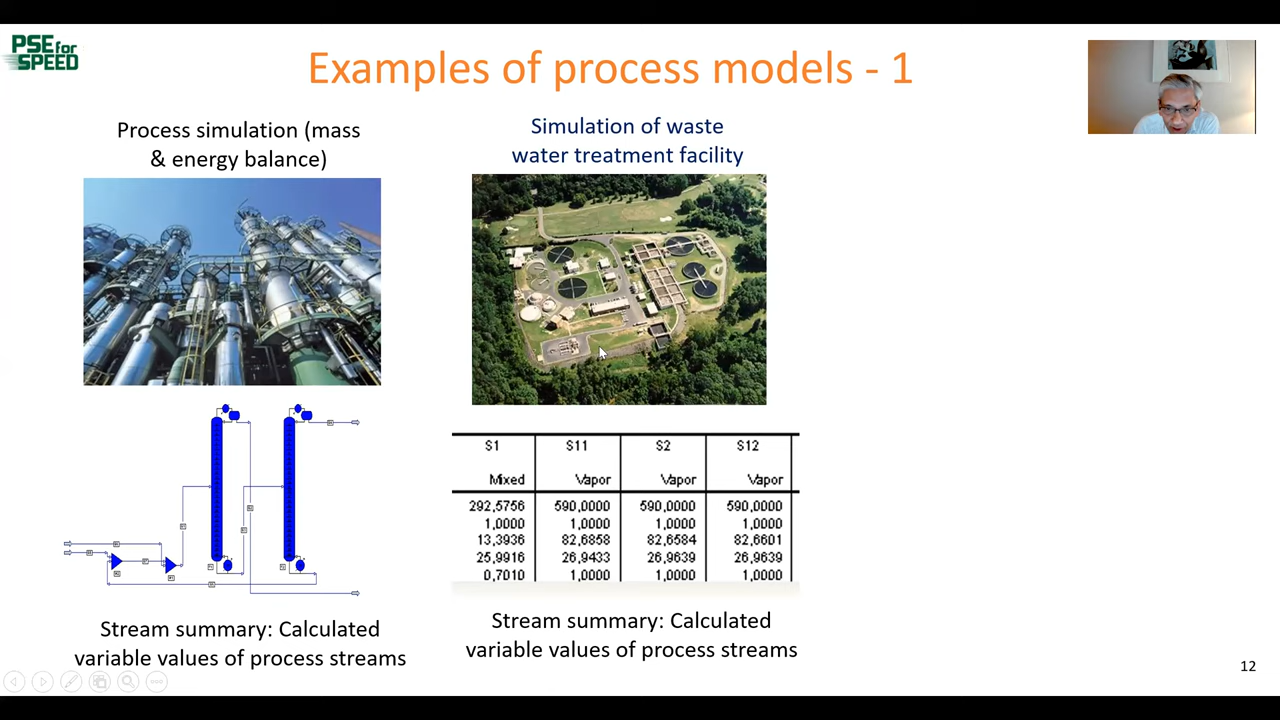 PSE for
SPEED
Examples of process models - 1
Process simulation (mass
& energy balance)
Simulation of waste
water treatment facility
S1 S11 S2 S12
Mixed Vapor Vapor Vapor
292,5756 590,0000 590,0000 590,0000
1,0000 1,0000 1,0000 1,0000
13,3936 82,6858 82,6584 82,6601
25,9916 26,9433 26,9639 26,9639
0,7010 1,0000 1,0000 1,0000
Stream summary: Calculated
variable values of process streams
Stream summary: Calculated
variable values of process streams
12